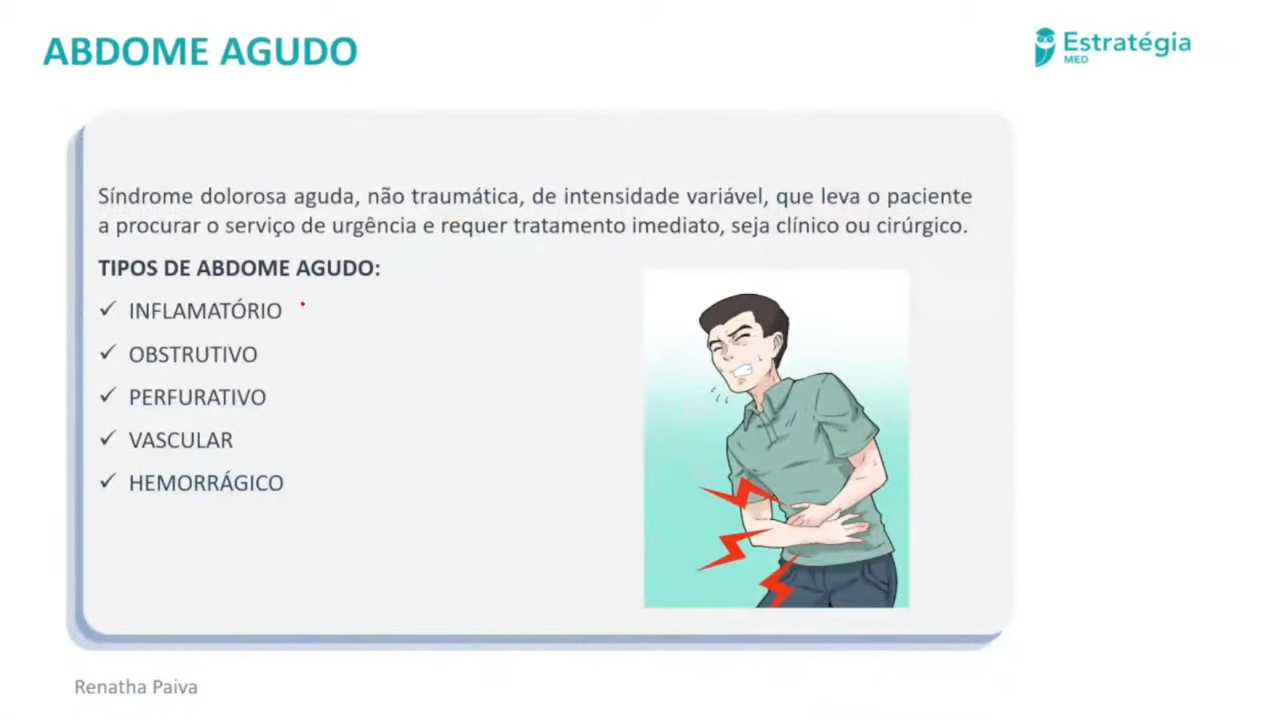 ABDOME AGUDO
Estratégia
MED
Síndrome dolorosa aguda, não traumática, de intensidade variável, que leva o paciente
a procurar o serviço de urgência e requer tratamento imediato, seja clínico ou cirúrgico.
TIPOS DE ABDOME AGUDO:
✓ INFLAMATÓRIO
✓ OBSTRUTIVO
✓ PERFURATIVO
✓ VASCULAR
✓ HEMORRÁGICO
Renatha Paiva